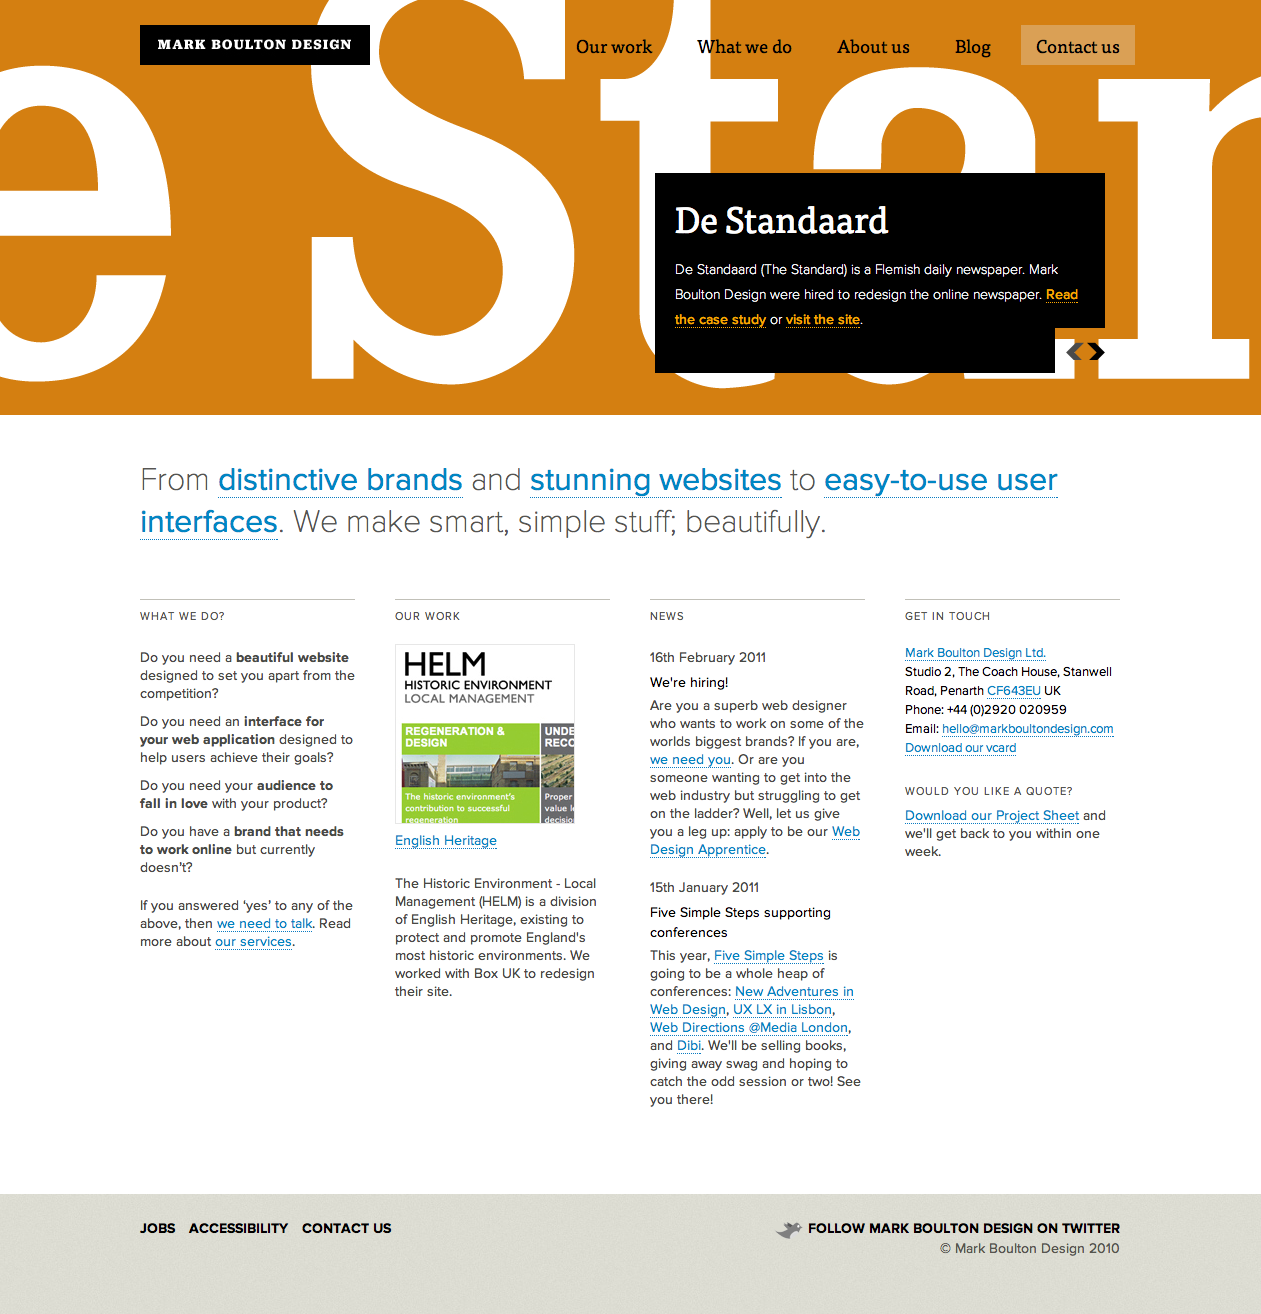 e Star
MARK BOULTON DESIGN
Our work
What we do
About us
Blog
Contact us
De Standaard
De Standaard (The Standard) is a Flemish daily newspaper. Mark
Boulton Design were hired to redesign the online newspaper. Read
the case study or visit the site.
From distinctive brands and stunning websites to easy-to-use user
interfaces. We make smart, simple stuff; beautifully.
WHAT WE DO?
Do you need a beautiful website
designed to set you apart from the
competition?
Do you need an interface for
your web application designed to
help users achieve their goals?
Do you need your audience to
fall in love with your product?
Do you have a brand that needs
to work online but currently
doesn't?
If you answered ‘yes’ to any of the
above, then we need to talk. Read
more about our services.
OUR WORK
HELM
HISTORIC ENVIRONMENT
LOCAL MANAGEMENT
REGENERATION &
DESIGN
The historic environment's
contribution to successful
regeneration
UNDE
RECO
Proper
value le
decisio
English Heritage
The Historic Environment - Local
Management (HELM) is a division
of English Heritage, existing to
protect and promote England's
most historic environments. We
worked with Box UK to redesign
their site.
NEWS
16th February 2011
We're hiring!
Are you a superb web designer
who wants to work on some of the
worlds biggest brands? If you are,
we need you. Or are you
someone wanting to get into the
web industry but struggling to get
on the ladder? Well, let us give
you a leg up: apply to be our Web
Design Apprentice.
15th January 2011
Five Simple Steps supporting
conferences
This year, Five Simple Steps is
going to be a whole heap of
conferences: New Adventures in
Web Design, UX LX in Lisbon,
Web Directions @Media London,
and Dibi. We'll be selling books,
giving away swag and hoping to
catch the odd session or two! See
you there!
GET IN TOUCH
Mark Boulton Design Ltd.
Studio 2, The Coach House, Stanwell
Road, Penarth CF643EU UK
Phone: +44 (0)2920 020959
Email: hello@markboultondesign.com
Download our vcard
WOULD YOU LIKE A QUOTE?
Download our Project Sheet and
we'll get back to you within one
week.
JOBS
ACCESSIBILITY
CONTACT US
FOLLOW MARK BOULTON DESIGN ON TWITTER
© Mark Boulton Design 2010